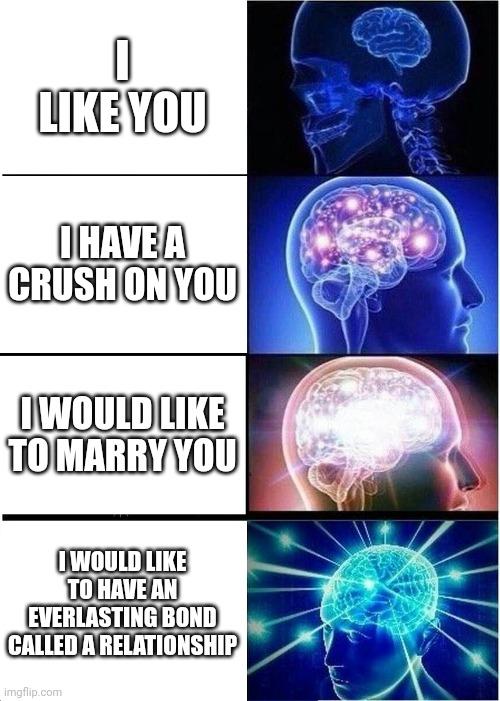 I
LIKE YOU
I HAVE A
CRUSH ON YOU
I WOULD LIKE
TO MARRY YOU
I WOULD LIKE
TO HAVE AN
EVERLASTING BOND
CALLED A RELATIONSHIP
imgflip.com